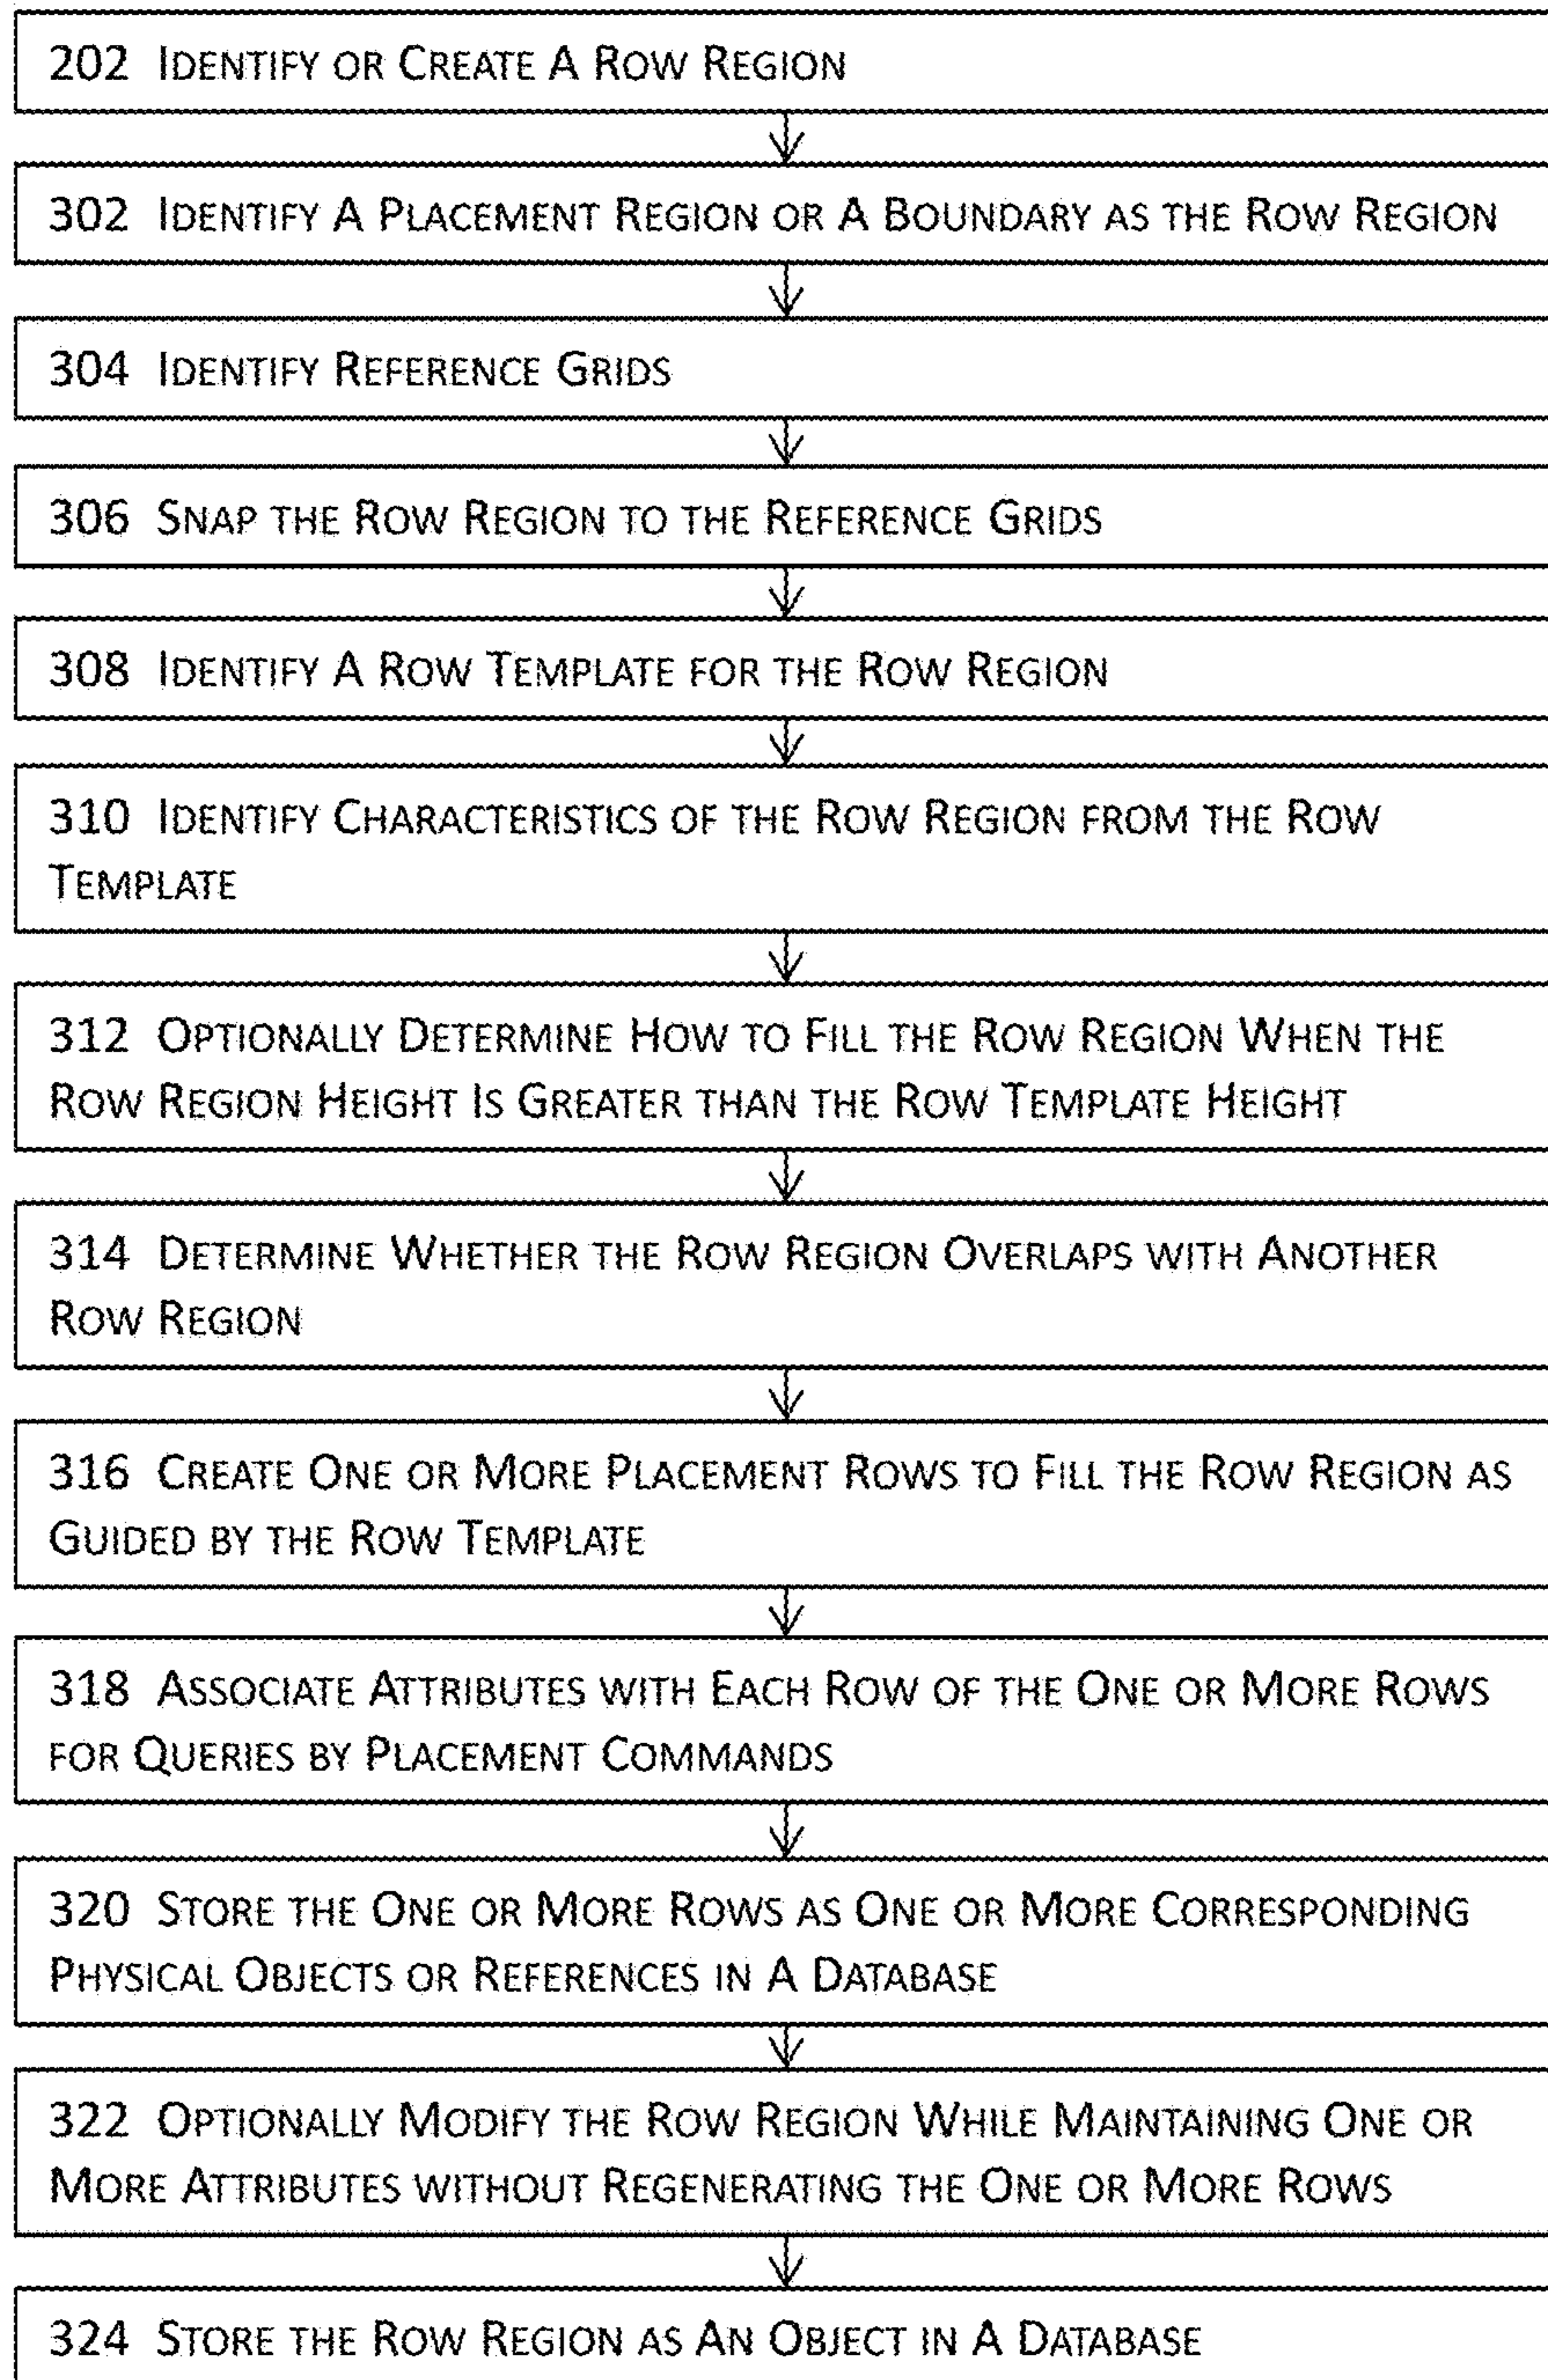 202 Identify or Create A Row Region
302 Identify A Placement Region or A Boundary as the Row Region
304 Identify Reference Grids
306 Snap the Row Region to the Reference Grids
308 Identify A Row Template for the Row Region
310 Identify Characteristics of the Row Region from the Row
Template
312 Optionally Determine How to Fill the Row Region When the
Row Region Height Is Greater than the Row Template Height
314 Determine Whether the Row Region Overlaps with Another
Row Region
316 Create One or More Placement Rows to Fill the Row Region as
Guided by the Row Template
318 Associate Attributes with Each Row of the One or More Rows
for Queries by Placement Commands
320 Store the One or More Rows as One or More Corresponding
Physical Objects or References in A Database
322 Optionally Modify the Row Region While Maintaining One or
More Attributes without Regenerating the One or More Rows
324 Store the Row Region as An Object in A Database